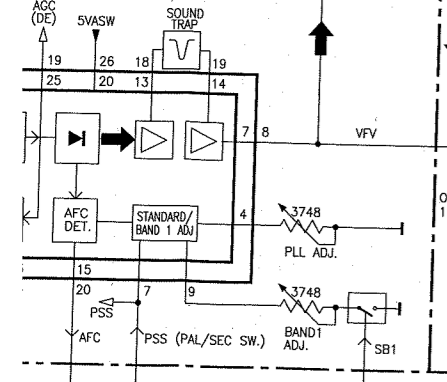 AGC
(DE)
5VASW
SOUND
TRAP
19
26
18
19
25
20
13
14
7
8
VFV
AFC
DET.
STANDARD/
BAND 1 ADJ
4
3748
PLL ADJ.
15
20
7
9
PSS
3748
BAND1
ADJ.
AFC
PSS (PAL/SEC SW.)
SB1